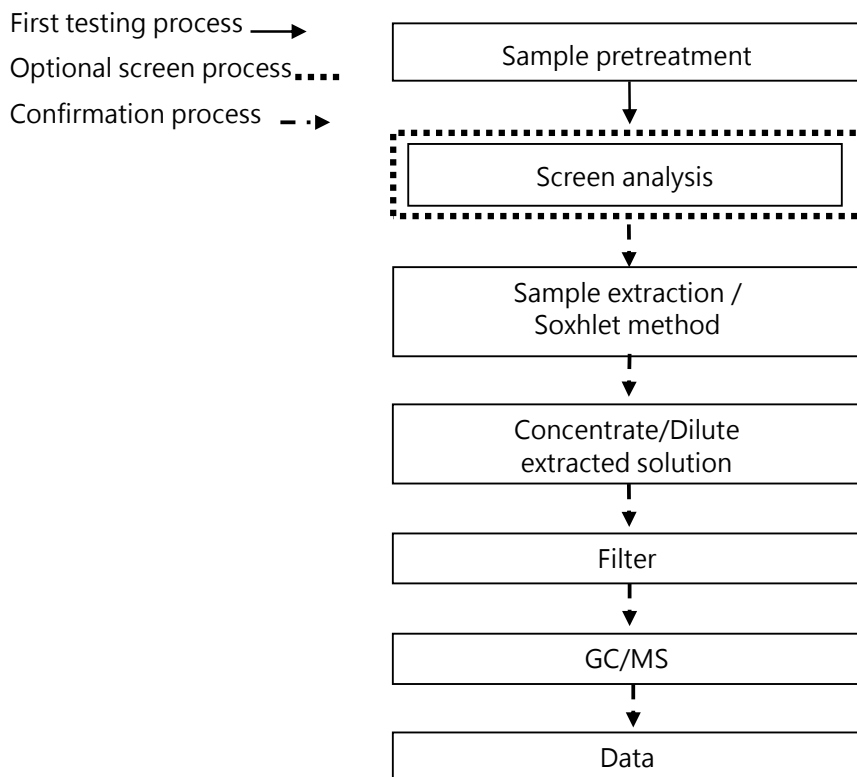 First testing process
Optional screen process
Confirmation process
Sample pretreatment
Screen analysis
Sample extraction /
Soxhlet method
Concentrate/Dilute
extracted solution
Filter
GC/MS
Data